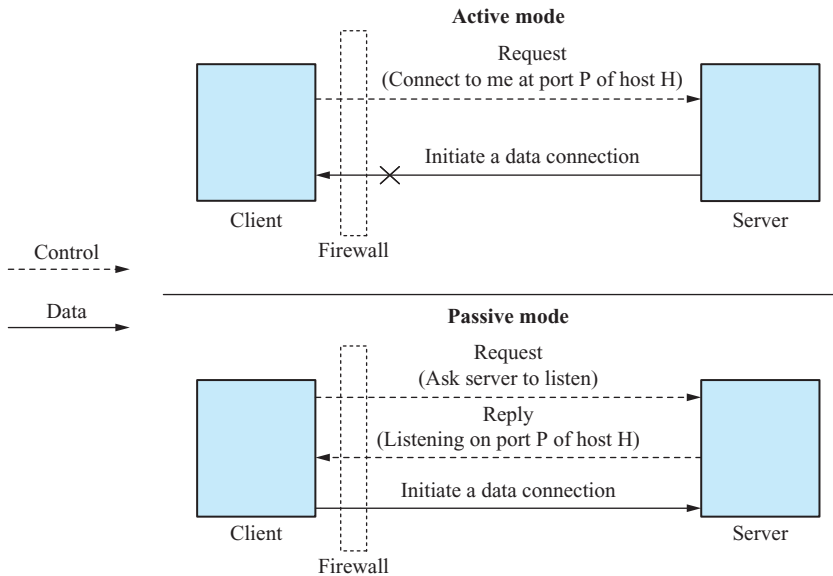 Active mode
Request
(Connect to me at port P of host H)
Initiate a data connection
Client
Server
Firewall
Control
Data
Passive mode
Request
(Ask server to listen)
Reply
(Listening on port P of host H)
Initiate a data connection
Client
Server
Firewall